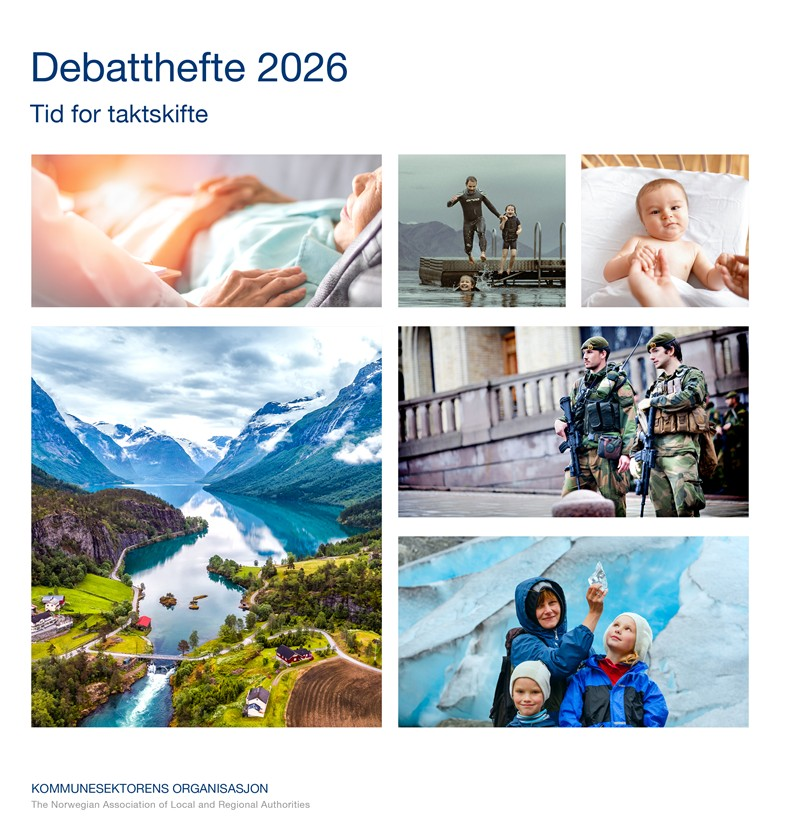 Debatthefte 2026
Tid for taktskifte
KOMMUNESEKTORENS ORGANISASJON
The Norwegian Association of Local and Regional Authorities